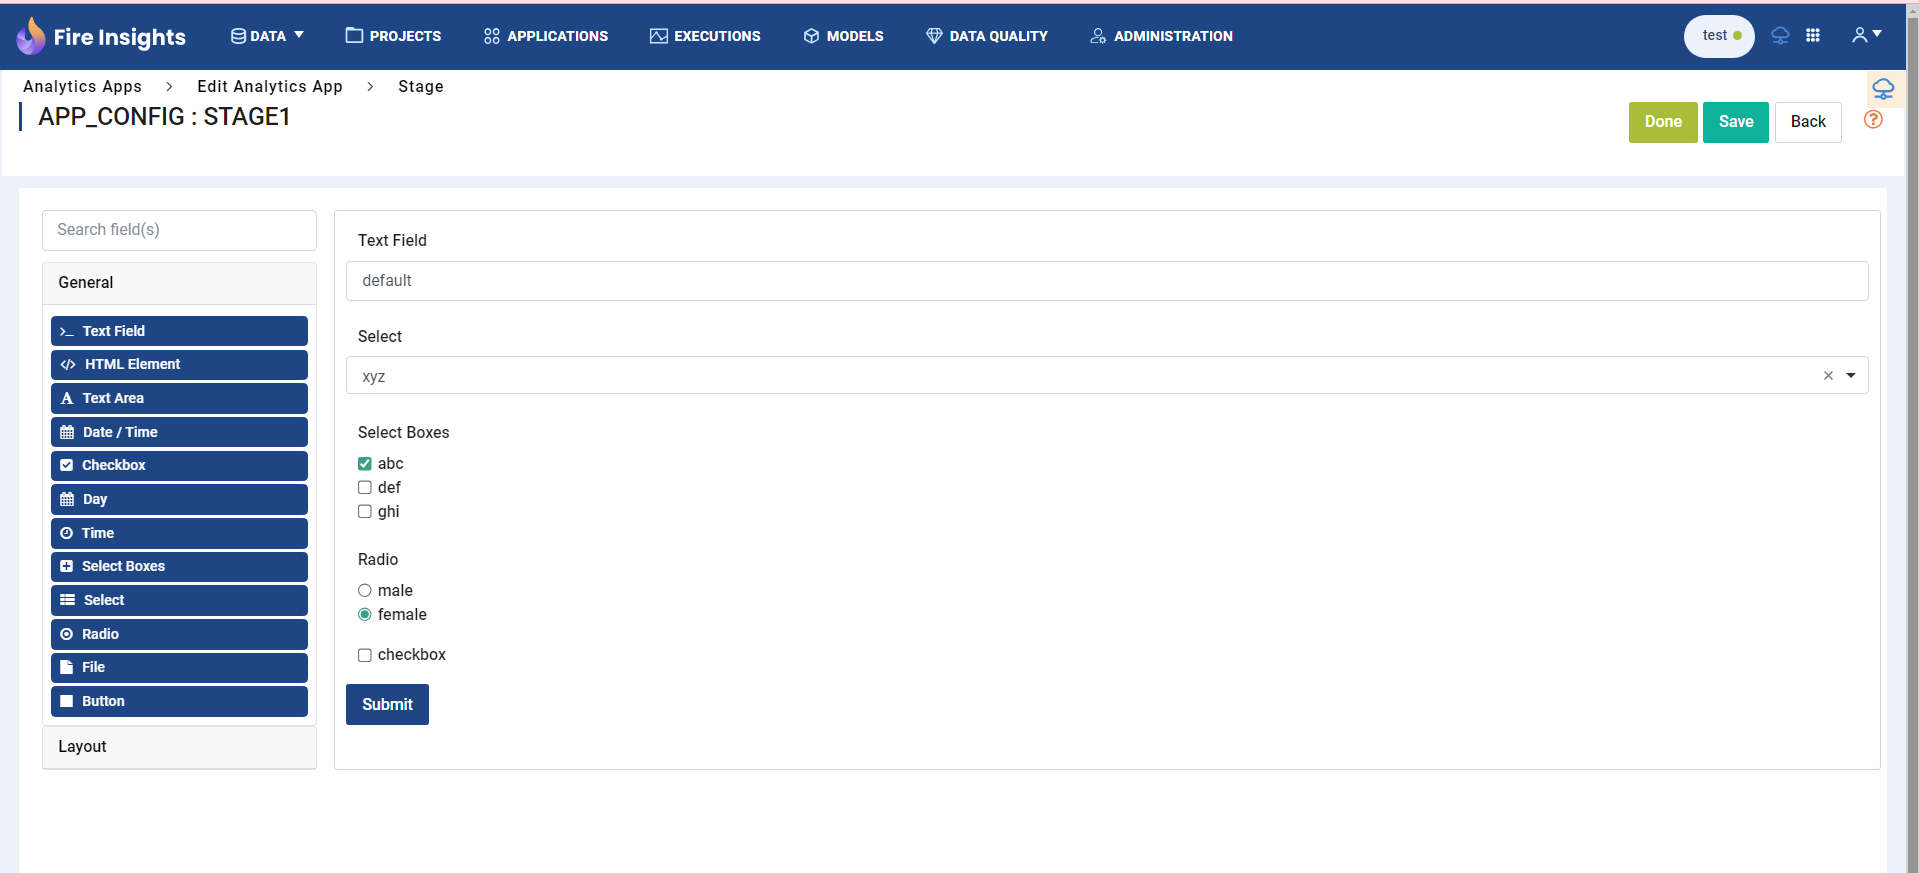 Fire Insights DATA PROJECTS APPLICATIONS EXECUTIONS MODELS DATA QUALITY ADMINISTRATION test
Analytics Apps > Edit Analytics App > Stage
APP_CONFIG : STAGE1
Done Save Back
Search field(s)
General
Text Field
HTML Element
Text Area
Date / Time
Checkbox
Day
Time
Select Boxes
Select
Radio
File
Button
Layout
Text Field
default
Select
xyz
Select Boxes
abc
def
ghi
Radio
male
female
checkbox
Submit